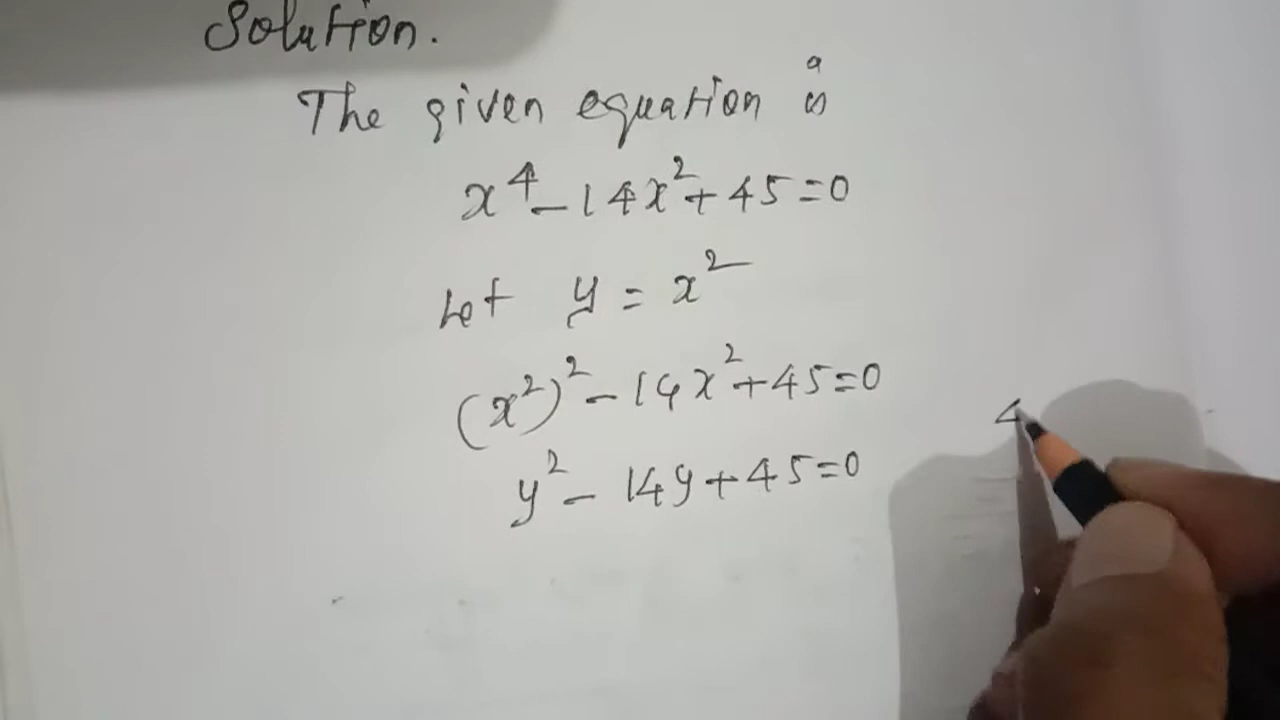 Solution.
The given equation is
x⁴ - 14x² + 45 = 0
Let y = x²
(x²)² - 14x² + 45 = 0
y² - 14y + 45 = 0
4